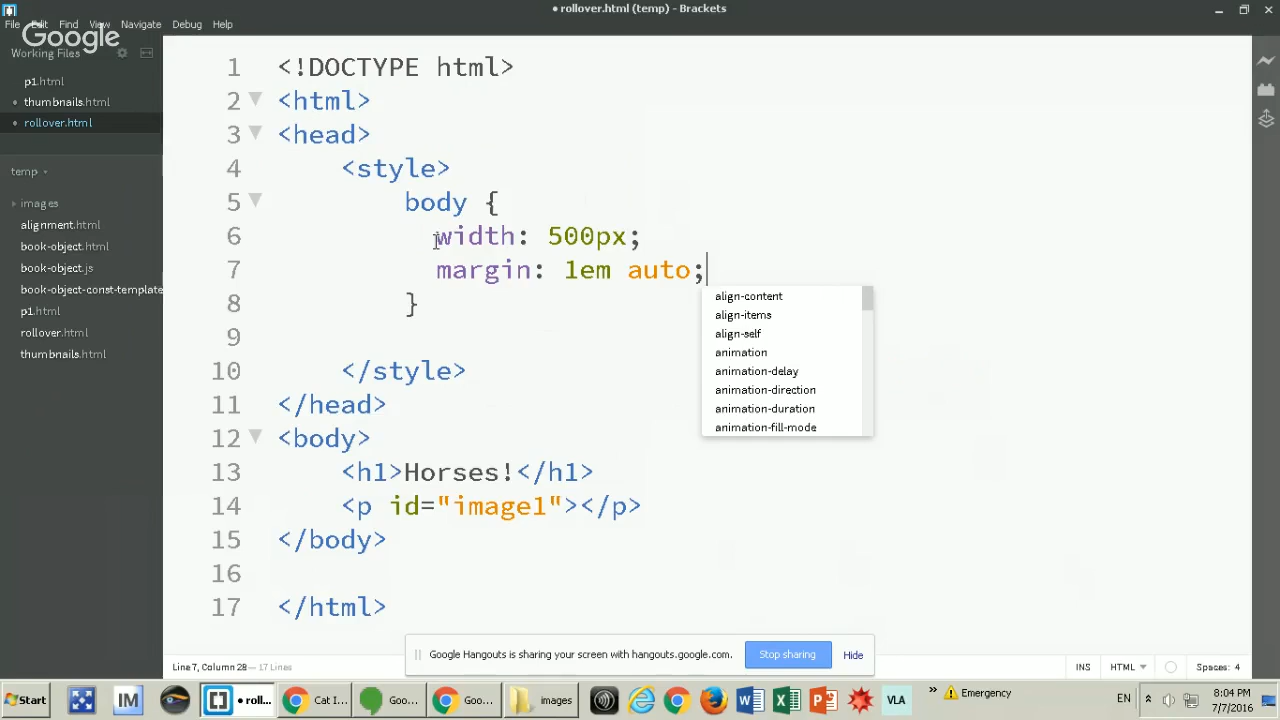 • rollover.html (temp) - Brackets
File Edit Find View Navigate Debug Help
Google
Working Files
p1.html
• thumbnails.html
• rollover.html
temp
images
alignment.html
book-object.html
book-object.js
book-object-const-template
p1.html
rollover.html
thumbnails.html
1 <!DOCTYPE html>
2 <html>
3 <head>
4 <style>
5 body {
6 width: 500px;
7 margin: 1em auto;
8 }
9
10 </style>
11 </head>
12 <body>
13 <h1>Horses!</h1>
14 <p id="image1"></p>
15 </body>
16
17 </html>
align-content
align-items
align-self
animation
animation-delay
animation-direction
animation-duration
animation-fill-mode
Google Hangouts is sharing your screen with hangouts.google.com. Stop sharing Hide
Line 7, Column 28 — 17 Lines INS HTML Spaces: 4
Start IM • roll... Cat I... Goo... Goo... images VLA » Emergency EN 8:04 PM
7/7/2016